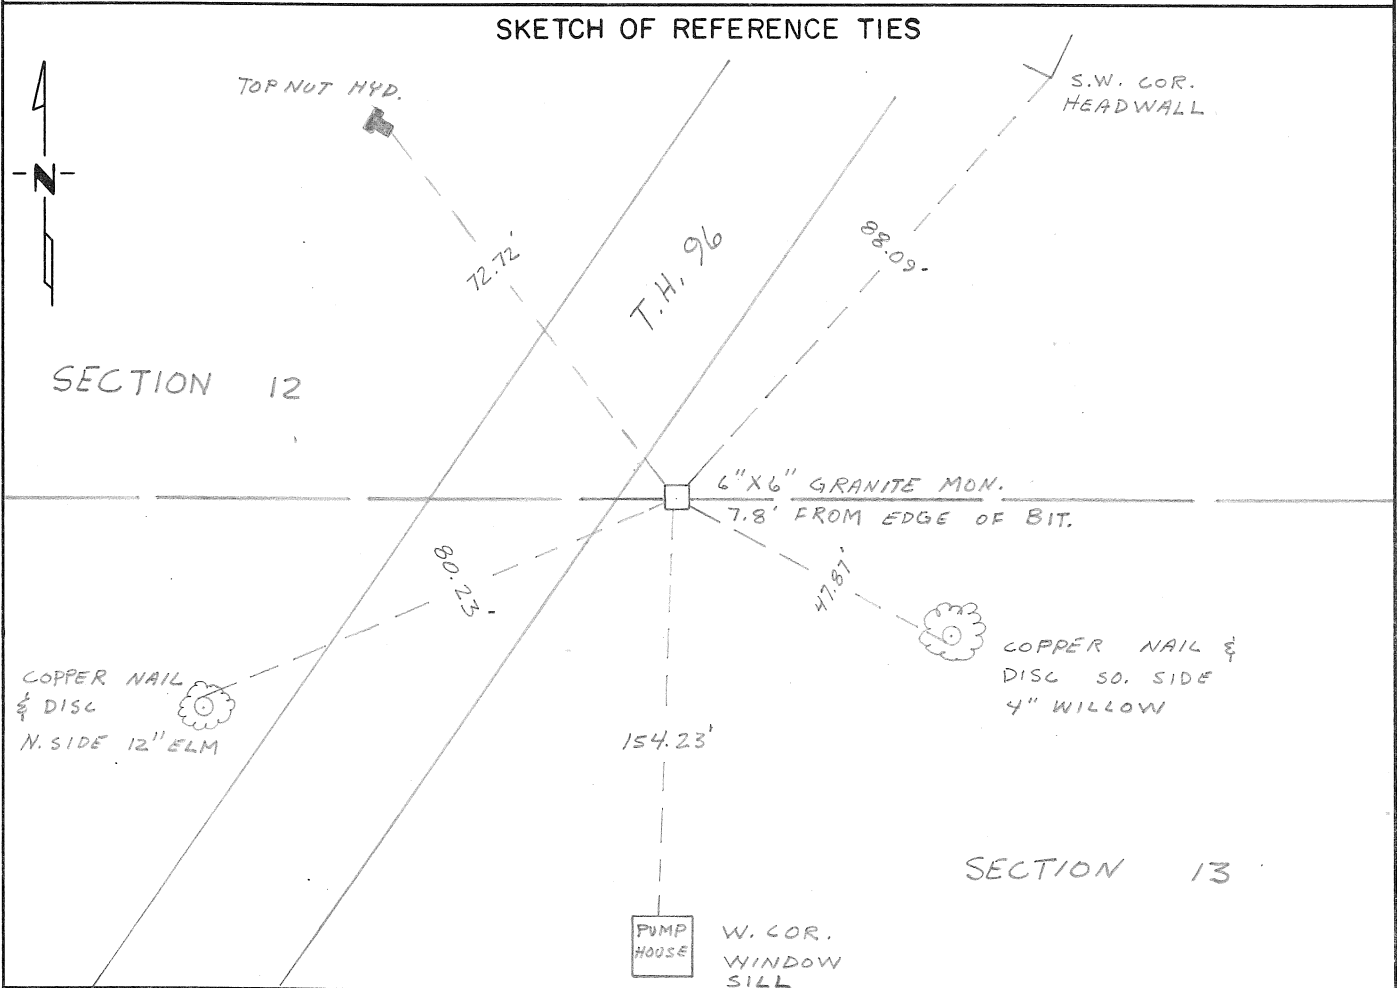 SKETCH OF REFERENCE TIES
TOP NUT HYD.
S.W. COR.
HEADWALL
N
72.72'
T.H. 96
88.09'
SECTION 12
6"X6" GRANITE MON.
7.8' FROM EDGE OF BIT.
80.23'
47.87'
COPPER NAIL &
DISC SO. SIDE
4" WILLOW
COPPER NAIL
& DISC
N. SIDE 12" ELM
154.23'
SECTION 13
PUMP
HOUSE
W. COR.
WINDOW
SILL